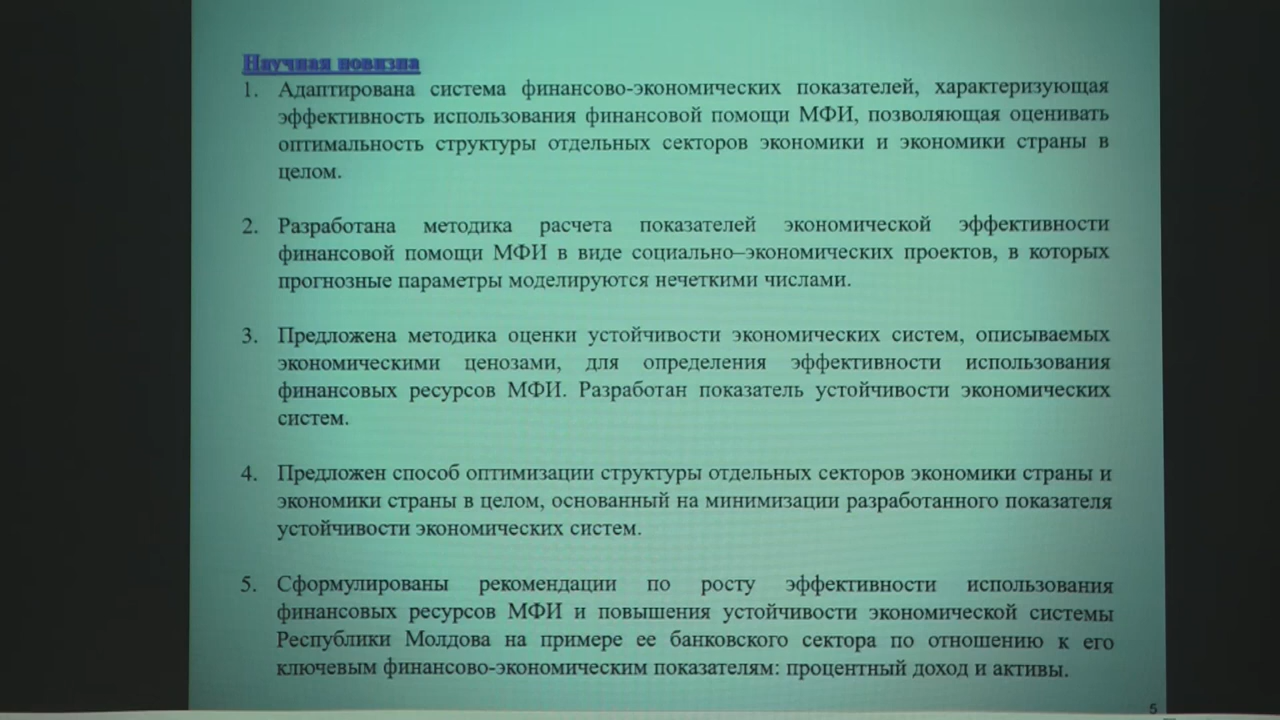 Научная новизна
1. Адаптирована система финансово-экономических показателей, характеризующая
эффективность использования финансовой помощи МФИ, позволяющая оценивать
оптимальность структуры отдельных секторов экономики и экономики страны в
целом.
2. Разработана методика расчета показателей экономической эффективности
финансовой помощи МФИ в виде социально–экономических проектов, в которых
прогнозные параметры моделируются нечеткими числами.
3. Предложена методика оценки устойчивости экономических систем, описываемых
экономическими ценозами, для определения эффективности использования
финансовых ресурсов МФИ. Разработан показатель устойчивости экономических
систем.
4. Предложен способ оптимизации структуры отдельных секторов экономики страны и
экономики страны в целом, основанный на минимизации разработанного показателя
устойчивости экономических систем.
5. Сформулированы рекомендации по росту эффективности использования
финансовых ресурсов МФИ и повышения устойчивости экономической системы
Республики Молдова на примере ее банковского сектора по отношению к его
ключевым финансово-экономическим показателям: процентный доход и активы.
5